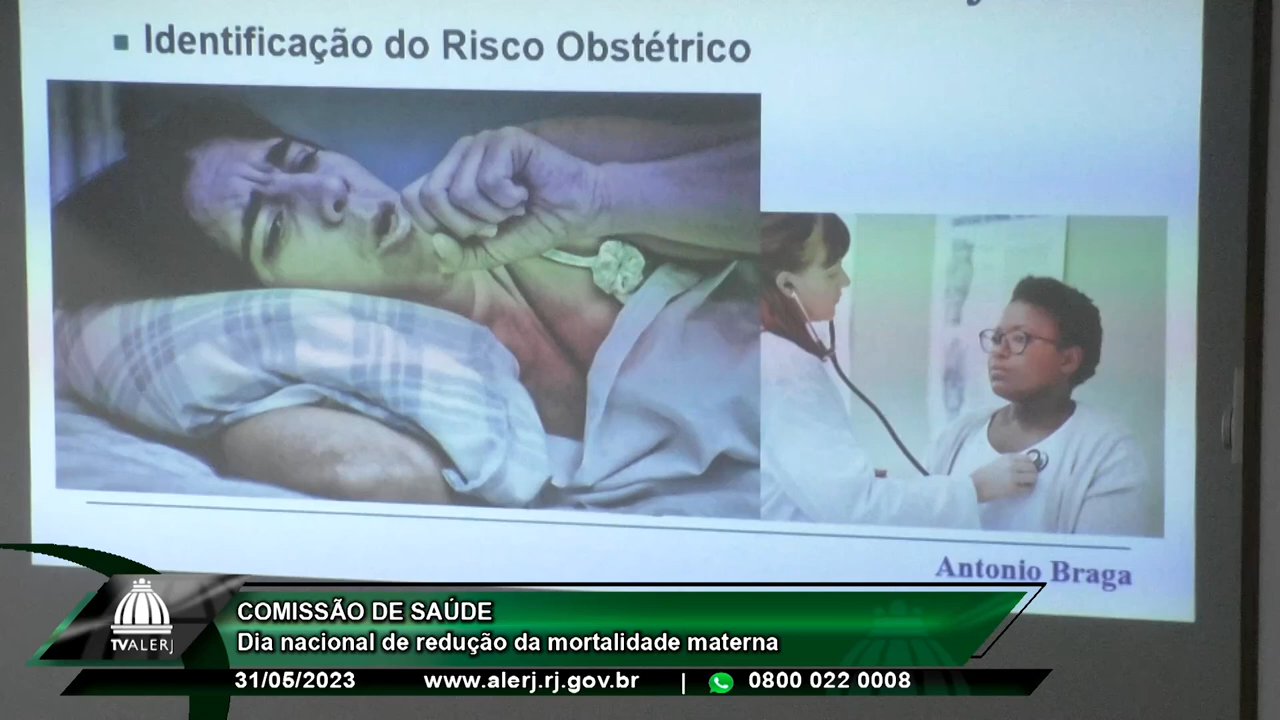 Identificação do Risco Obstétrico
Antonio Braga
COMISSÃO DE SAÚDE
TVALERJ
Dia nacional de redução da mortalidade materna
31/05/2023 www.alerj.rj.gov.br | 0800 022 0008